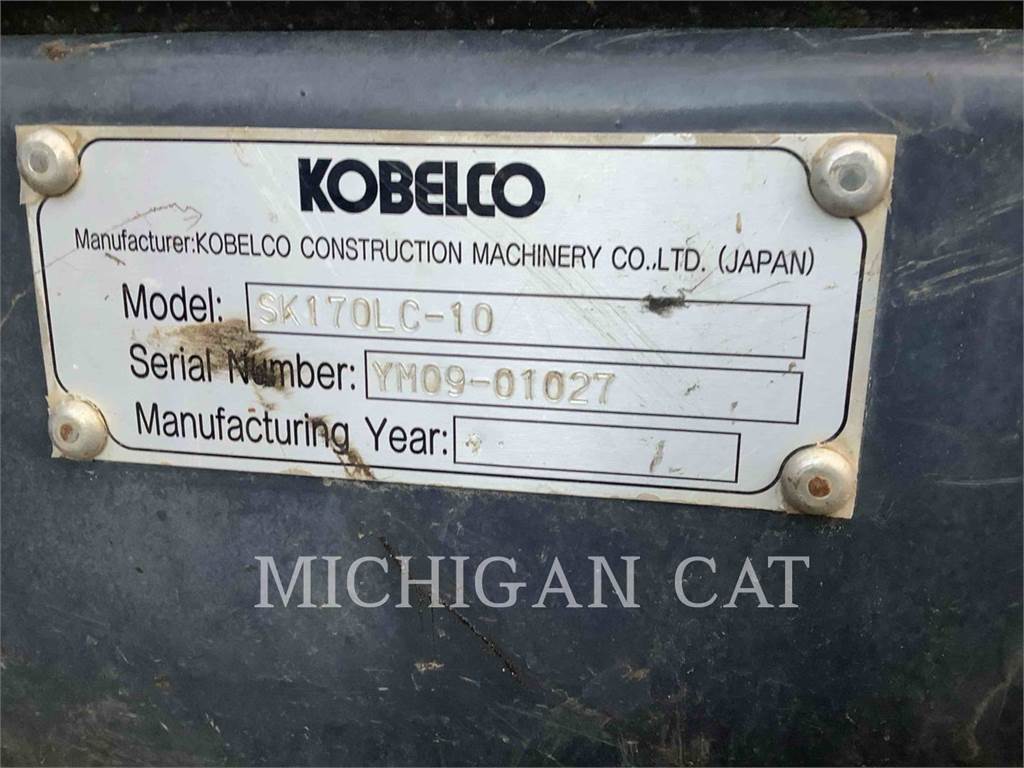 KOBELCO
Manufacturer:KOBELCO CONSTRUCTION MACHINERY CO.,LTD. (JAPAN)
Model: SK170LC-10
Serial Number: YM09-01027
Manufacturing Year:
MICHIGAN CAT